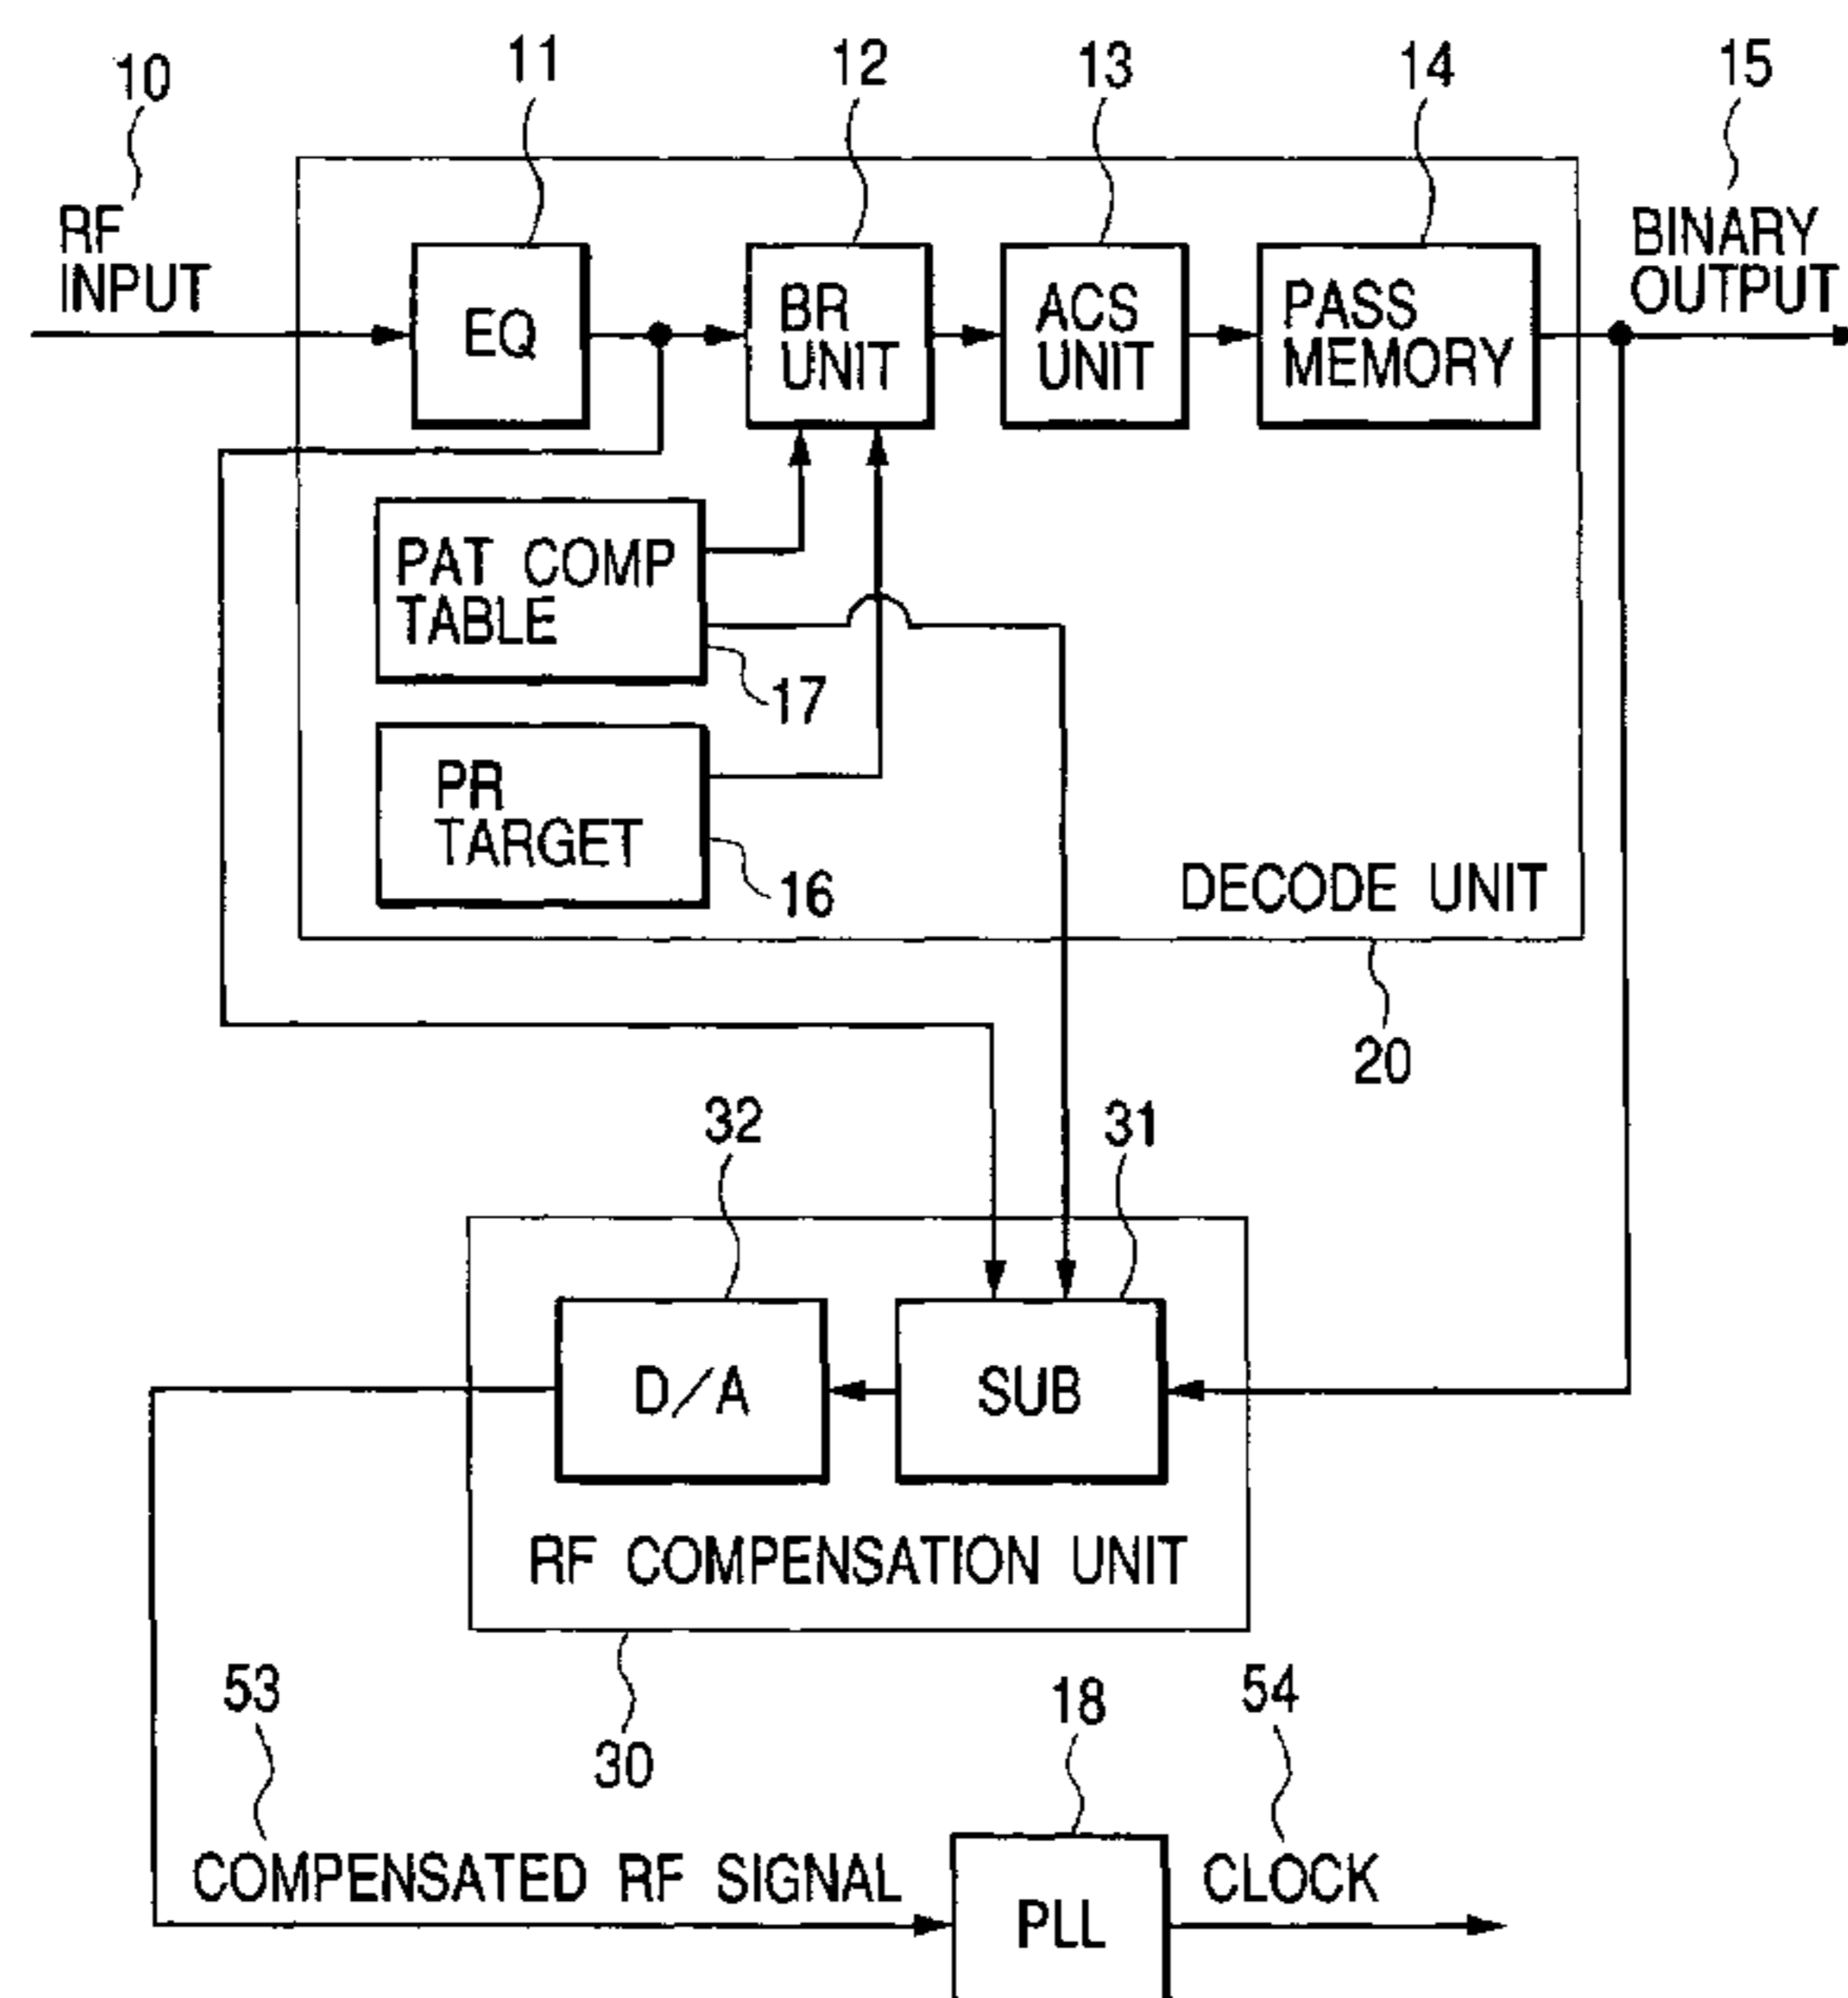 10
11
12
13
14
15
RF
INPUT
EQ
BR
UNIT
ACS
UNIT
PASS
MEMORY
BINARY
OUTPUT
PAT COMP
TABLE
17
PR
TARGET
16
DECODE UNIT
20
32
31
D/A
SUB
RF COMPENSATION UNIT
30
53
18
54
COMPENSATED RF SIGNAL
PLL
CLOCK